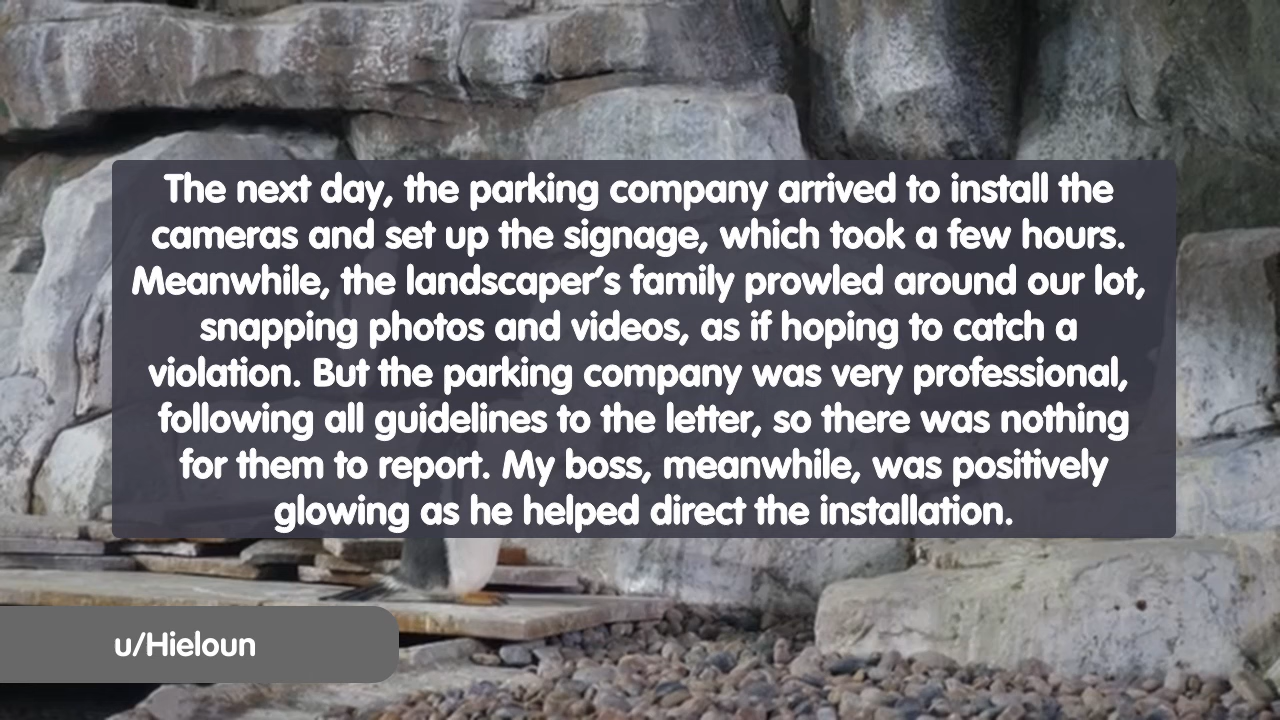 The next day, the parking company arrived to install the
cameras and set up the signage, which took a few hours.
Meanwhile, the landscaper’s family prowled around our lot,
snapping photos and videos, as if hoping to catch a
violation. But the parking company was very professional,
following all guidelines to the letter, so there was nothing
for them to report. My boss, meanwhile, was positively
glowing as he helped direct the installation.
u/Hieloun